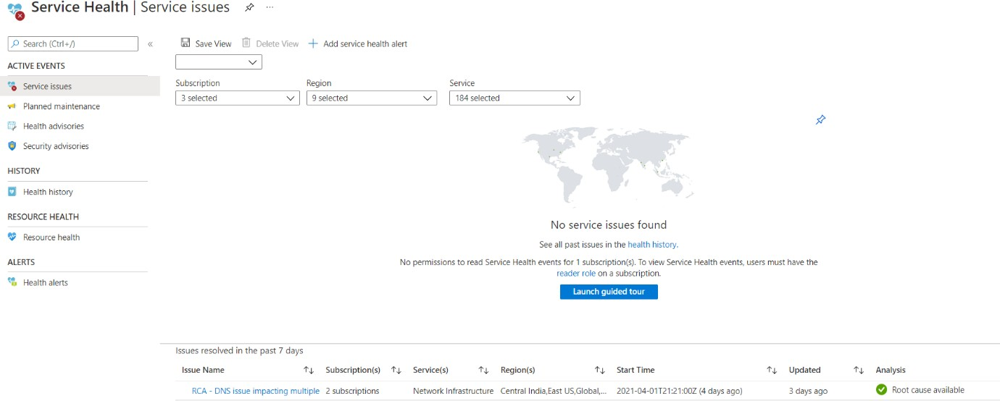 Service Health | Service issues
Search (Ctrl+/)
«
Save View Delete View Add service health alert
ACTIVE EVENTS
Service issues
Planned maintenance
Health advisories
Security advisories
HISTORY
Health history
RESOURCE HEALTH
Resource health
ALERTS
Health alerts
Subscription Region Service
3 selected 9 selected 184 selected
No service issues found
See all past issues in the health history.
No permissions to read Service Health events for 1 subscription(s). To view Service Health events, users must have the
reader role on a subscription.
Launch guided tour
Issues resolved in the past 7 days
Issue Name Subscription(s) Service(s) Region(s) Start Time Updated Analysis
RCA - DNS issue impacting multiple 2 subscriptions Network Infrastructure Central India,East US,Global,... 2021-04-01T21:21:00Z (4 days ago) 3 days ago Root cause available